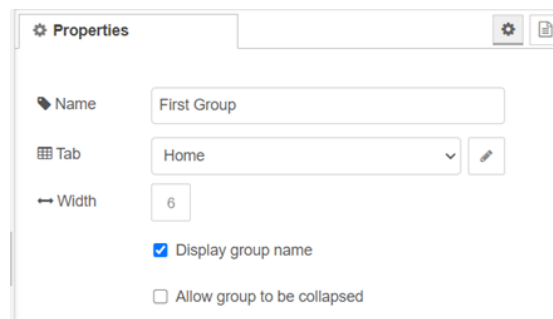 Properties
Name First Group
Tab Home
Width 6
Display group name
Allow group to be collapsed